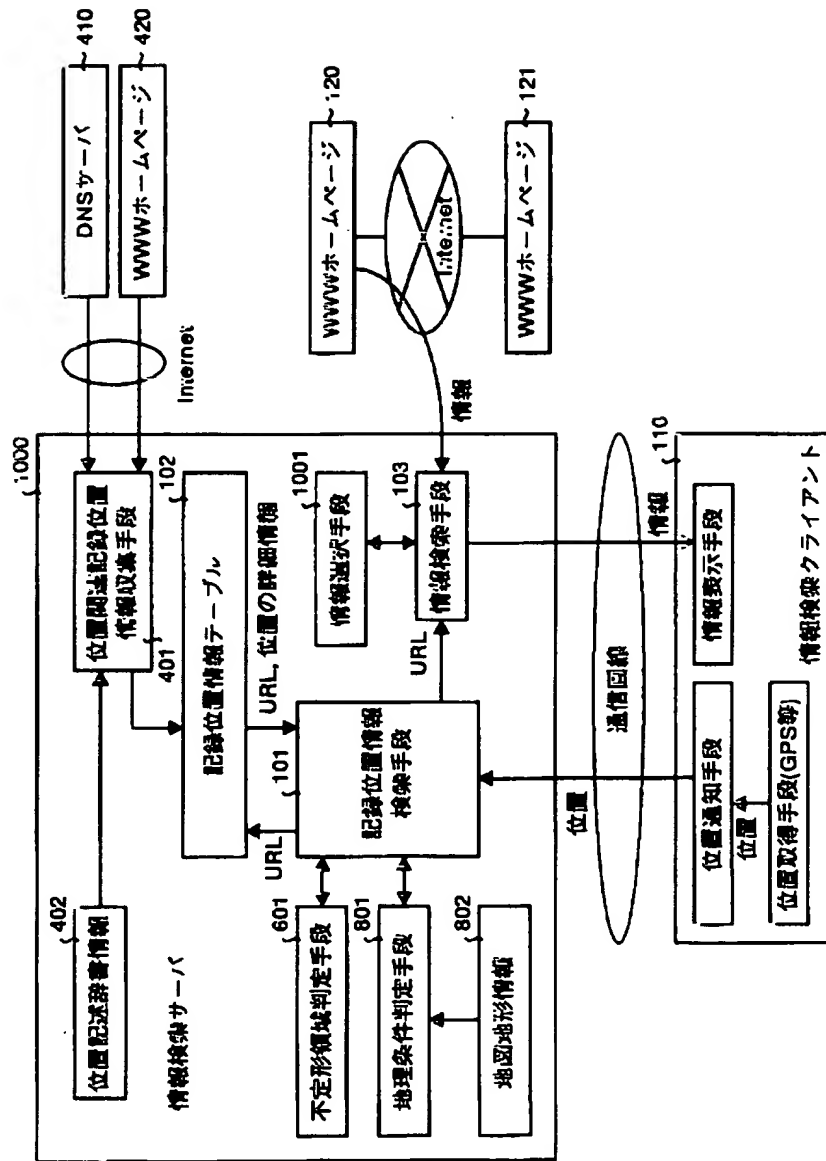 1000
情報検索サーバ
402
位置記述辞書情報
位置関連記録位置
情報収集手段
401
102
記録位置情報テーブル
URL
URL, 位置の詳細情報
101
記録位置情報
検索手段
601
不定形領域判定手段
801
地理条件判定手段
802
地図地形情報
1001
情報選択手段
103
情報検索手段
URL
410
DNSサーバ
420
WWWホームページ
Internet
120
WWWホームページ
Internet
121
WWWホームページ
情報
通信回線
位置
情報
110
情報検索クライアント
情報表示手段
位置通知手段
位置
位置取得手段(GPS等)